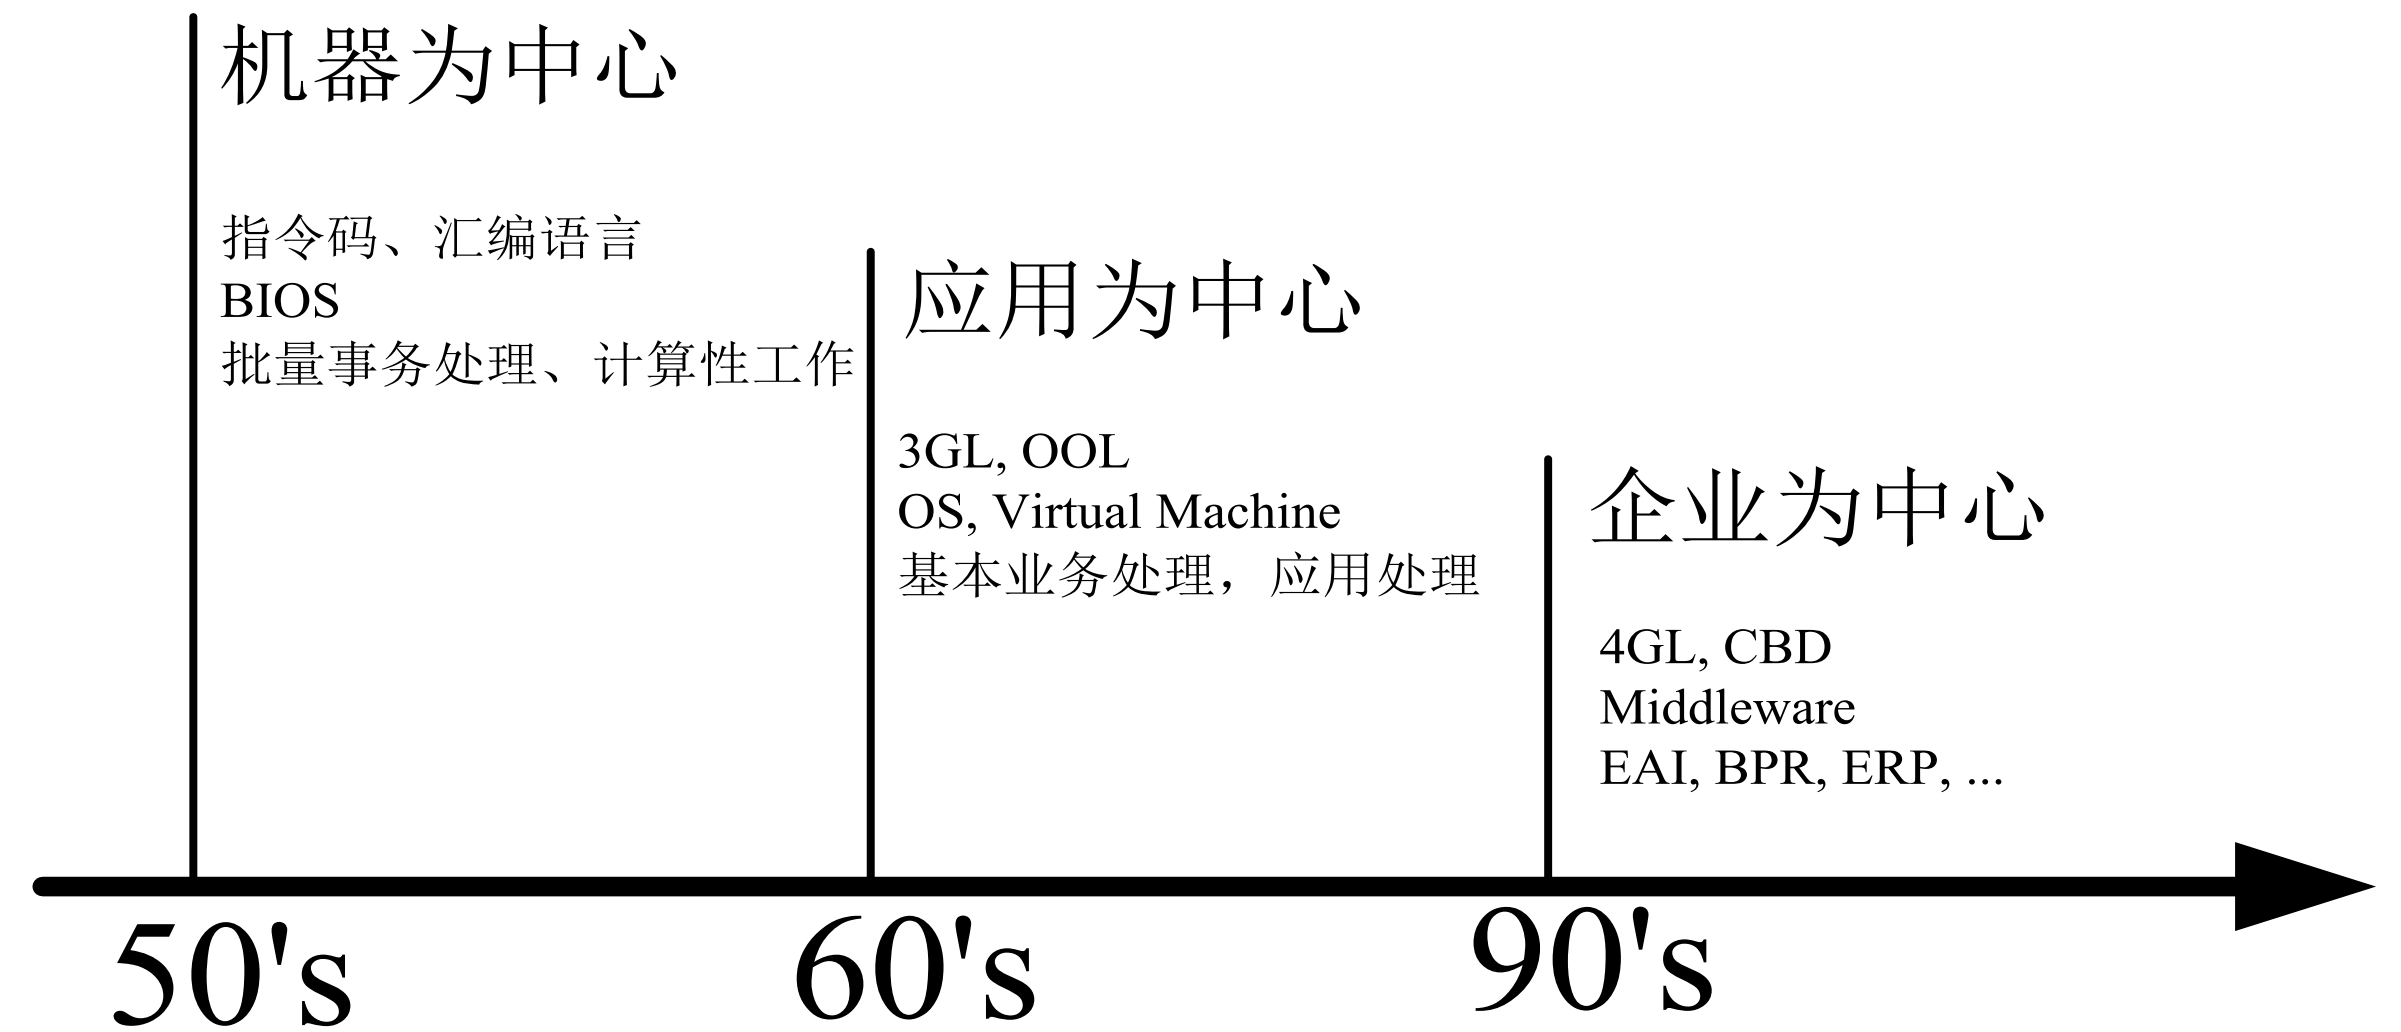 机器为中心
指令码、汇编语言
BIOS
批量事务处理、计算性工作
应用为中心
3GL, OOL
OS, Virtual Machine
基本业务处理，应用处理
企业为中心
4GL, CBD
Middleware
EAI, BPR, ERP, ...
50's
60's
90's